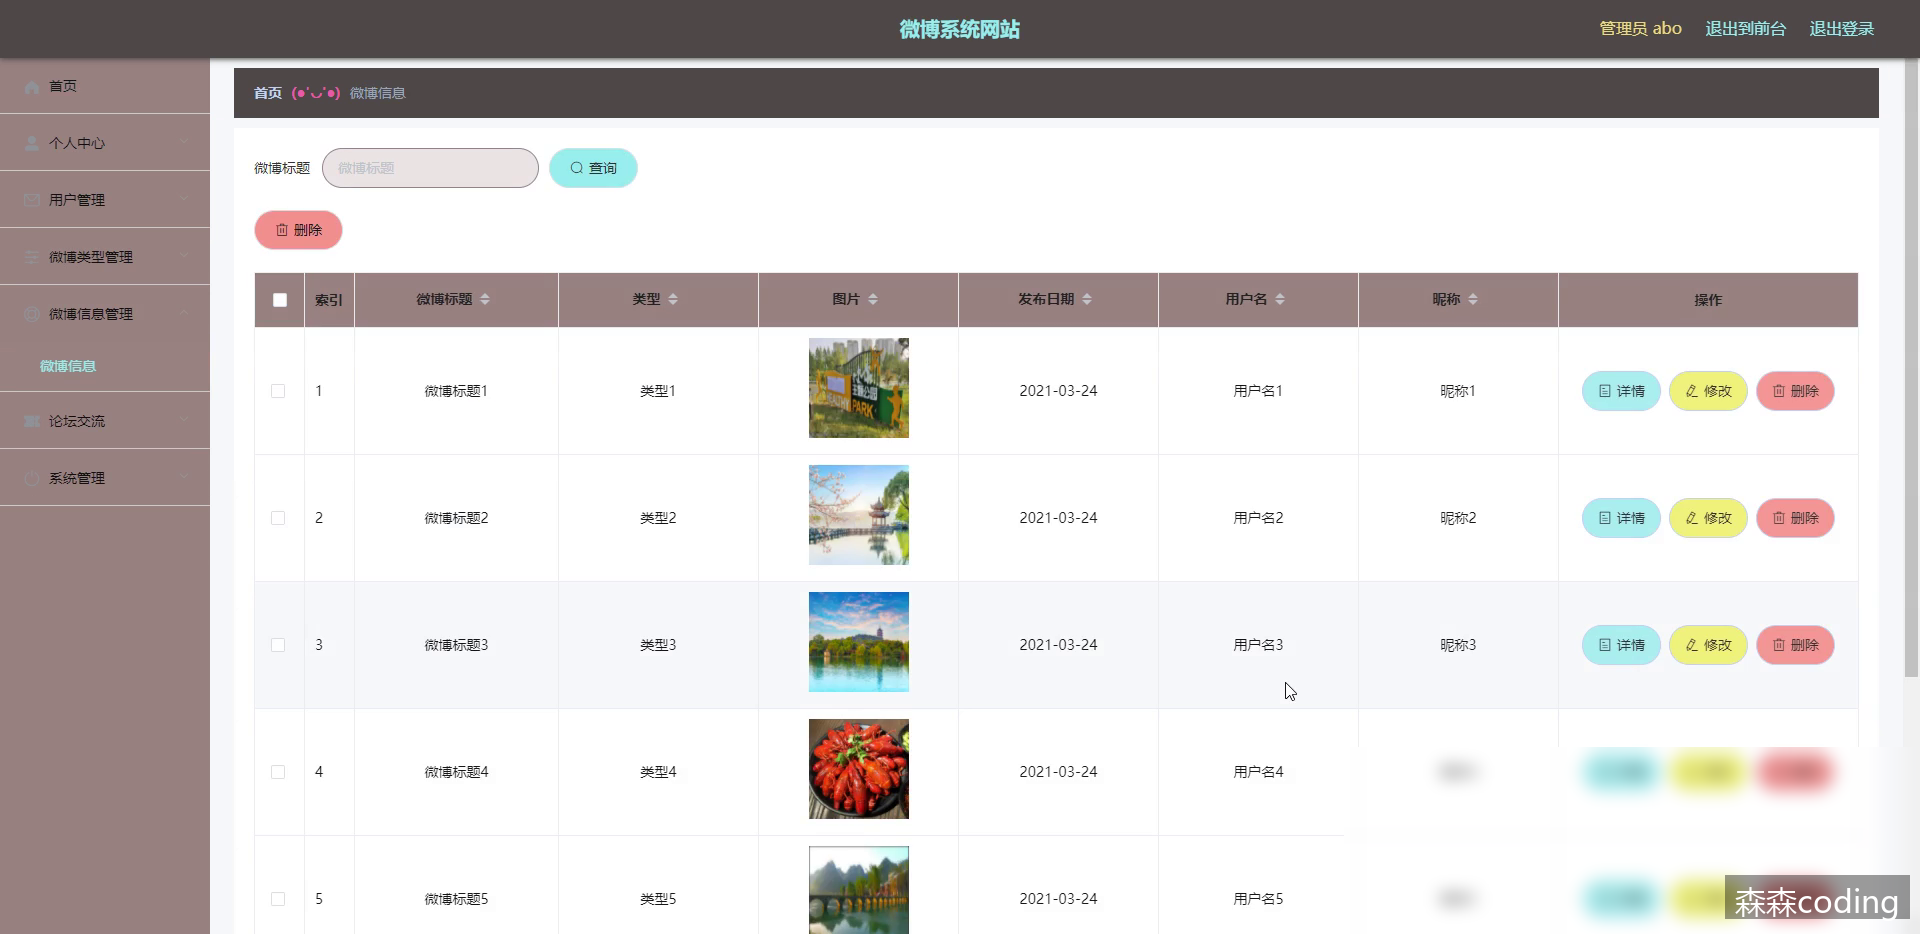 微博系统网站
管理员 abo 退出到前台 退出登录
首页
个人中心
用户管理
微博类型管理
微博信息管理
微博信息
论坛交流
系统管理
首页 (●'◡'●) 微博信息
微博标题 微博标题 查询
删除
索引 微博标题 类型 图片 发布日期 用户名 昵称 操作
1 微博标题1 类型1 2021-03-24 用户名1 昵称1 详情 修改 删除
2 微博标题2 类型2 2021-03-24 用户名2 昵称2 详情 修改 删除
3 微博标题3 类型3 2021-03-24 用户名3 昵称3 详情 修改 删除
4 微博标题4 类型4 2021-03-24 用户名4
5 微博标题5 类型5 2021-03-24 用户名5
森森coding